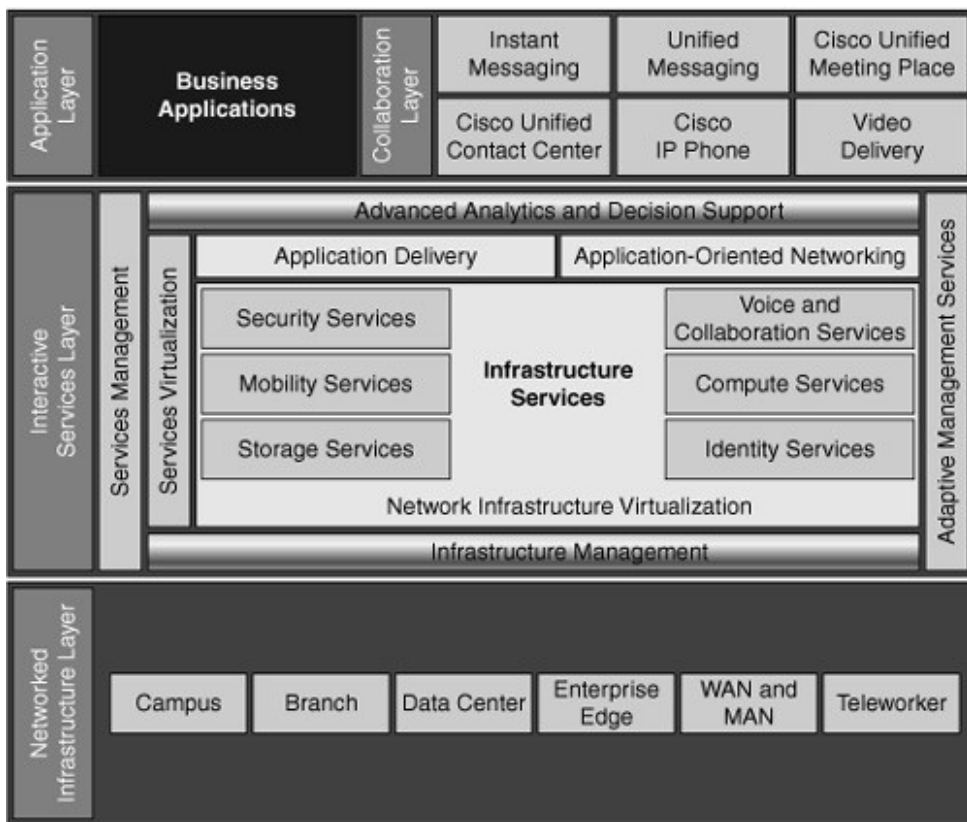 Application
Layer
Business
Applications
Collaboration
Layer
Instant
Messaging
Unified
Messaging
Cisco Unified
Meeting Place
Cisco Unified
Contact Center
Cisco
IP Phone
Video
Delivery
Interactive
Services Layer
Services Management
Advanced Analytics and Decision Support
Services Virtualization
Application Delivery
Application-Oriented Networking
Security Services
Voice and
Collaboration Services
Mobility Services
Infrastructure
Services
Compute Services
Storage Services
Identity Services
Network Infrastructure Virtualization
Infrastructure Management
Adaptive Management Services
Networked
Infrastructure Layer
Campus
Branch
Data Center
Enterprise
Edge
WAN and
MAN
Teleworker